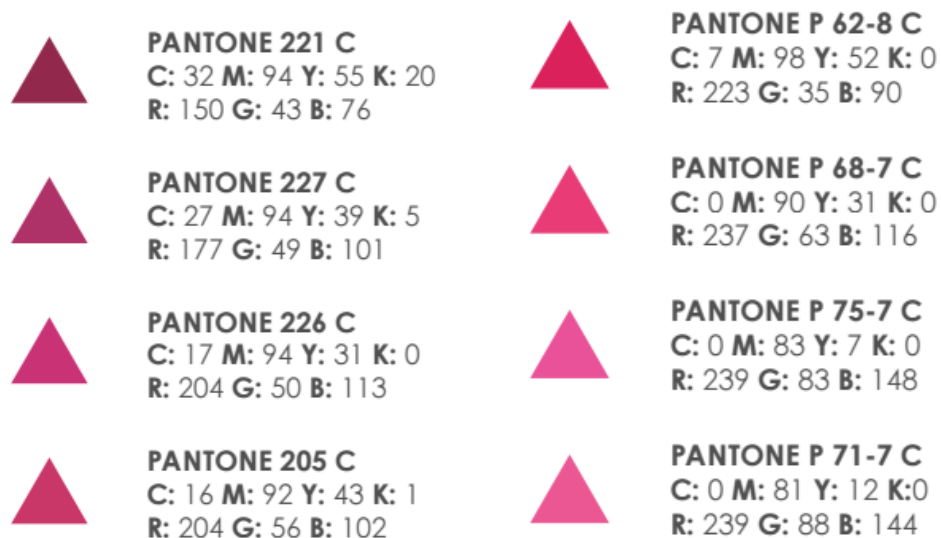 PANTONE 221 C
C: 32 M: 94 Y: 55 K: 20
R: 150 G: 43 B: 76
PANTONE 227 C
C: 27 M: 94 Y: 39 K: 5
R: 177 G: 49 B: 101
PANTONE 226 C
C: 17 M: 94 Y: 31 K: 0
R: 204 G: 50 B: 113
PANTONE 205 C
C: 16 M: 92 Y: 43 K: 1
R: 204 G: 56 B: 102
PANTONE P 62-8 C
C: 7 M: 98 Y: 52 K: 0
R: 223 G: 35 B: 90
PANTONE P 68-7 C
C: 0 M: 90 Y: 31 K: 0
R: 237 G: 63 B: 116
PANTONE P 75-7 C
C: 0 M: 83 Y: 7 K: 0
R: 239 G: 83 B: 148
PANTONE P 71-7 C
C: 0 M: 81 Y: 12 K:0
R: 239 G: 88 B: 144